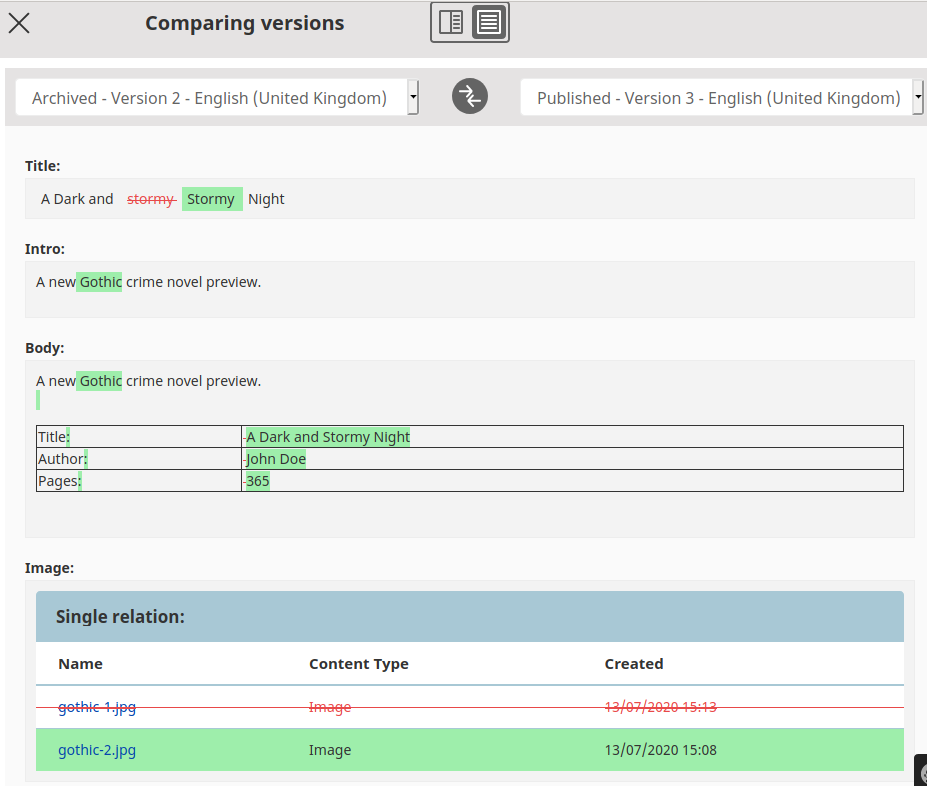 Comparing versions
Archived - Version 2 - English (United Kingdom)
Published - Version 3 - English (United Kingdom)
Title:
A Dark and stormy Stormy Night
Intro:
A new Gothic crime novel preview.
Body:
A new Gothic crime novel preview.
Title: A Dark and Stormy Night
Author: John Doe
Pages: 365
Image:
Single relation:
Name Content Type Created
gothic-1.jpg Image 13/07/2020 15:13
gothic-2.jpg Image 13/07/2020 15:08